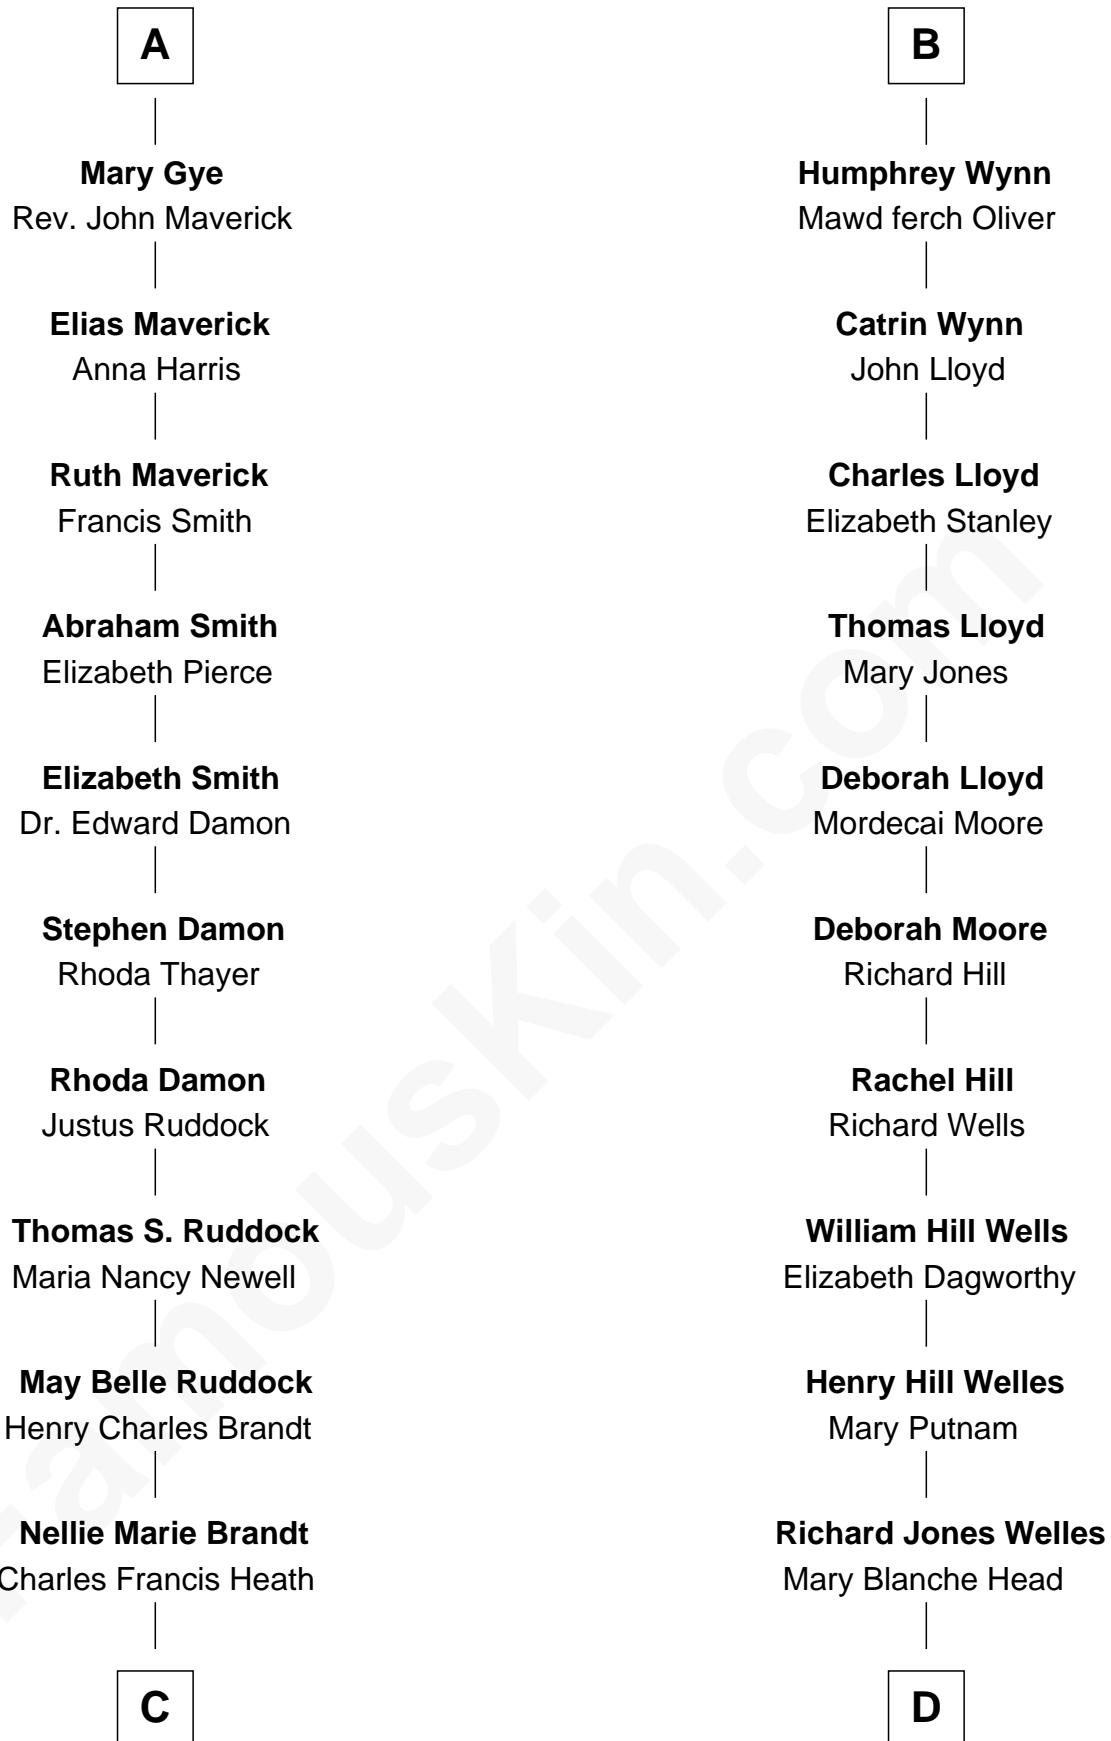 A
Mary Gye
Rev. John Maverick
Elias Maverick
Anna Harris
Ruth Maverick
Francis Smith
Abraham Smith
Elizabeth Pierce
Elizabeth Smith
Dr. Edward Damon
Stephen Damon
Rhoda Thayer
Rhoda Damon
Justus Ruddock
Thomas S. Ruddock
Maria Nancy Newell
May Belle Ruddock
Henry Charles Brandt
Nellie Marie Brandt
Charles Francis Heath
C
B
Humphrey Wynn
Mawd ferch Oliver
Catrin Wynn
John Lloyd
Charles Lloyd
Elizabeth Stanley
Thomas Lloyd
Mary Jones
Deborah Lloyd
Mordecai Moore
Deborah Moore
Richard Hill
Rachel Hill
Richard Wells
William Hill Wells
Elizabeth Dagworthy
Henry Hill Welles
Mary Putnam
Richard Jones Welles
Mary Blanche Head
D
FamousKin.com